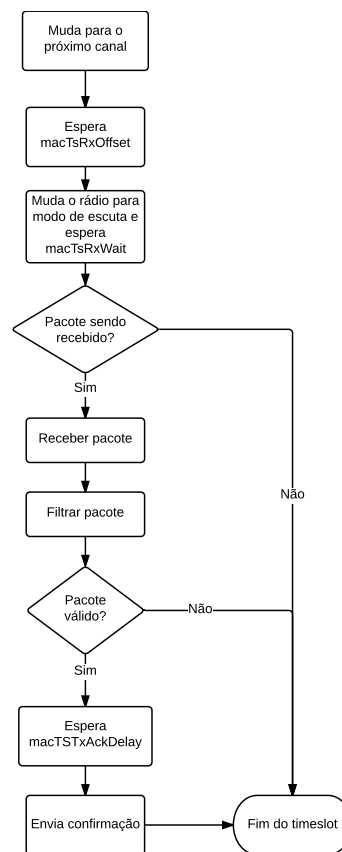 Muda para o
próximo canal
Espera
macTsRxOffset
Muda o rádio para
modo de escuta e
espera
macTsRxWait
Pacote sendo
recebido?
Sim
Receber pacote
Não
Filtrar pacote
Pacote
válido?
Não
Sim
Espera
macTSTxAckDelay
Envia confirmação
Fim do timeslot